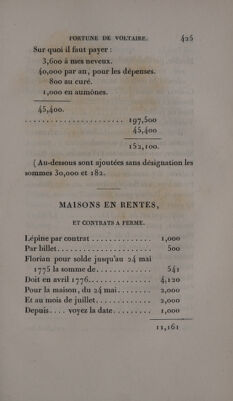 FORTUNE DE VOLTAIRE. 425
Sur quoi il faut payer :
3,600 à mes neveux.
40,000 par an, pour les dépenses.
800 au curé.
1,000 en aumônes.
45,400.
........................ 197,500
45,400
152,100.
( Au-dessous sont ajoutées sans désignation les
sommes 30,000 et 182.
MAISONS EN RENTES,
ET CONTRATS A FERME.
Lépine par contrat .............. 1,000
Par billet..................... 500
Florian pour solde jusqu'au 24 mai
1775 la somme de............ 541
Doit en avril 1776.............. 4,120
Pour la maison, du 24 mai........ 2,000
Et au mois de juillet............. 2,000
Depuis.... voyez la date......... 1,000
11,161